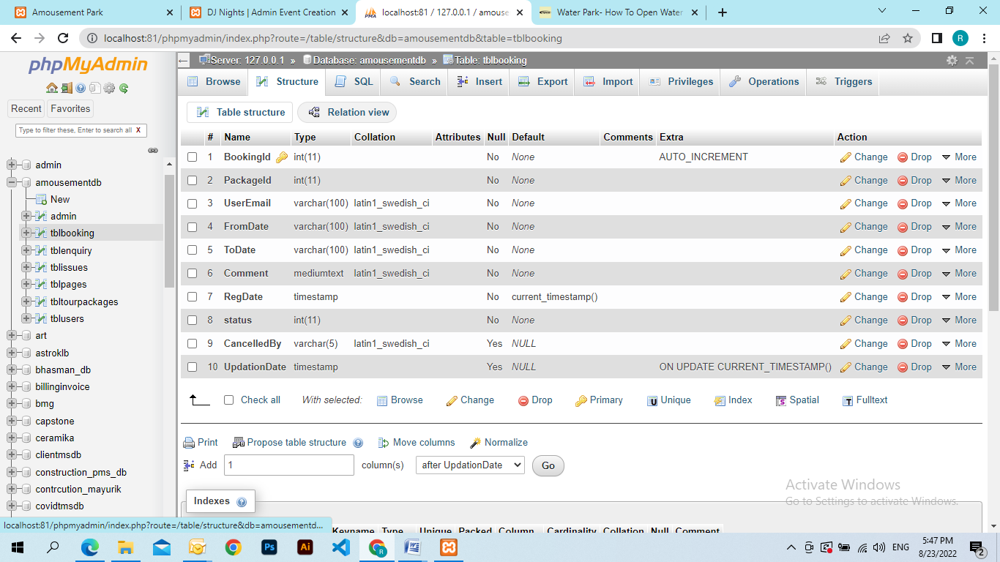 Amousement Park
DJ Nights | Admin Event Creation
localhost:81 / 127.0.0.1 / amouse
Water Park- How To Open Water
localhost:81/phpmyadmin/index.php?route=/table/structure&db=amousementdb&table=tblbooking
R
phpMyAdmin
Recent Favorites
Type to filter these, Enter to search all X
admin
amousementdb
New
admin
tblbooking
tblenquiry
tblissues
tblpages
tbltourpackages
tblusers
art
astroklb
bhasman_db
billinginvoice
bmg
capstone
ceramika
clientmsdb
construction_pms_db
contrcution_mayurik
covidtmsdb
Server: 127.0.0.1 » Database: amousementdb » Table: tblbooking
Browse Structure SQL Search Insert Export Import Privileges Operations Triggers
Table structure Relation view
# Name Type Collation Attributes Null Default Comments Extra Action
1 BookingId int(11) No None AUTO_INCREMENT Change Drop More
2 PackageId int(11) No None Change Drop More
3 UserEmail varchar(100) latin1_swedish_ci No None Change Drop More
4 FromDate varchar(100) latin1_swedish_ci No None Change Drop More
5 ToDate varchar(100) latin1_swedish_ci No None Change Drop More
6 Comment mediumtext latin1_swedish_ci No None Change Drop More
7 RegDate timestamp No current_timestamp() Change Drop More
8 status int(11) No None Change Drop More
9 CancelledBy varchar(5) latin1_swedish_ci Yes NULL Change Drop More
10 UpdationDate timestamp Yes NULL ON UPDATE CURRENT_TIMESTAMP() Change Drop More
Check all With selected: Browse Change Drop Primary Unique Index Spatial Fulltext
Print Propose table structure Move columns Normalize
Add 1 column(s) after UpdationDate Go
Indexes
Keyname Type Unique Packed Column Cardinality Collation Null Comment
Activate Windows
Go to Settings to activate Windows.
localhost:81/phpmyadmin/index.php?route=/table/structure&db=amousementd...
Ps Ai R
ENG
5:47 PM
8/23/2022
2